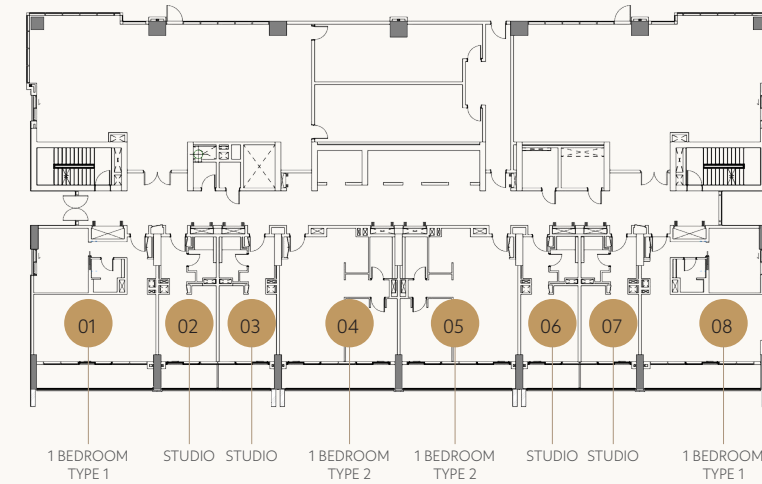 01 02 03 04 05 06 07 08
1 BEDROOM STUDIO STUDIO 1 BEDROOM 1 BEDROOM STUDIO STUDIO 1 BEDROOM
TYPE 1 TYPE 2 TYPE 2 TYPE 1